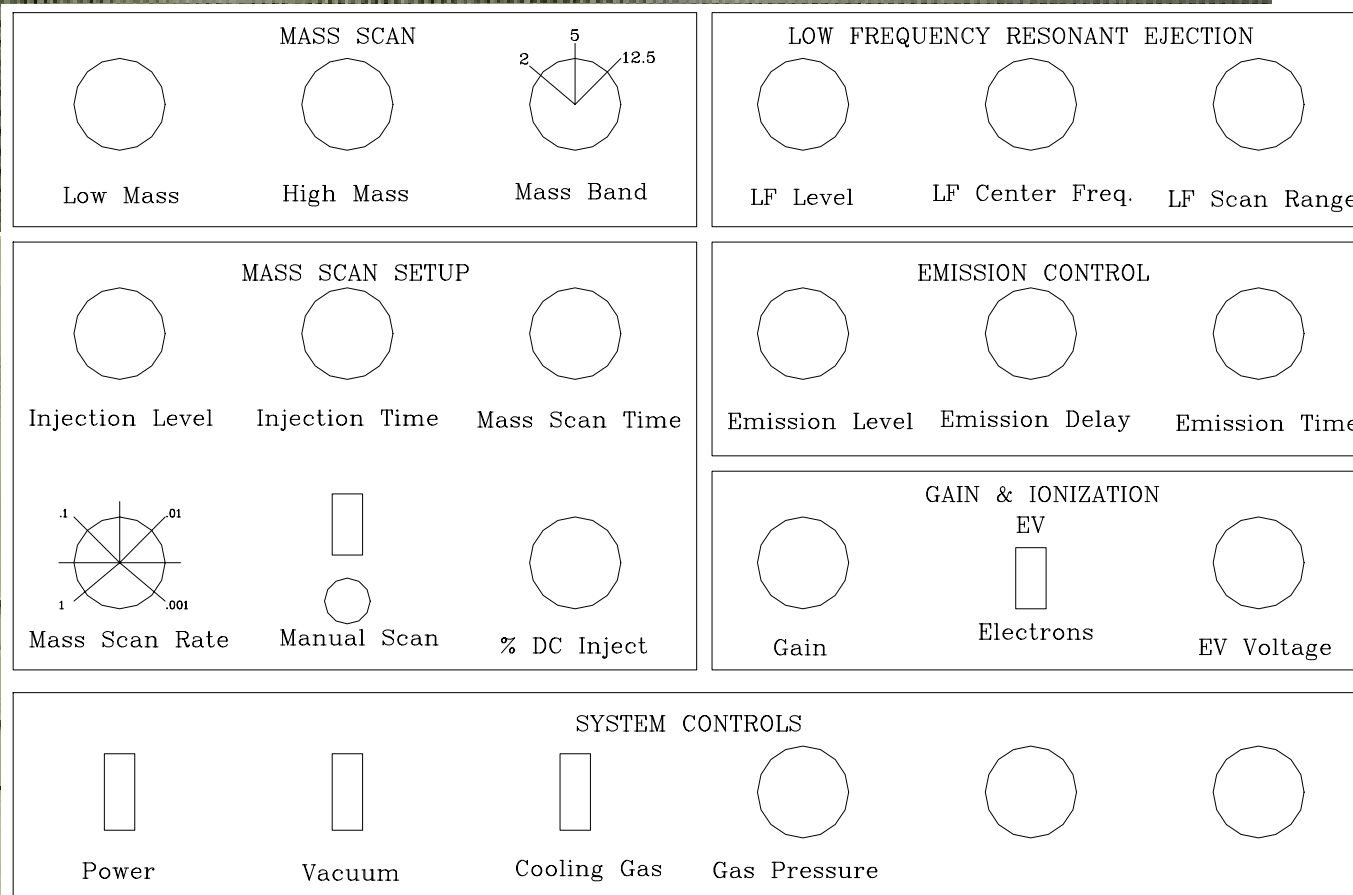 MASS SCAN
2 5 12.5
Low Mass High Mass Mass Band
LOW FREQUENCY RESONANT EJECTION
LF Level LF Center Freq. LF Scan Range
MASS SCAN SETUP
Injection Level Injection Time Mass Scan Time
.1 .01
1 .001
Mass Scan Rate Manual Scan % DC Inject
EMISSION CONTROL
Emission Level Emission Delay Emission Time
GAIN & IONIZATION
EV
Electrons
Gain EV Voltage
SYSTEM CONTROLS
Power Vacuum Cooling Gas Gas Pressure